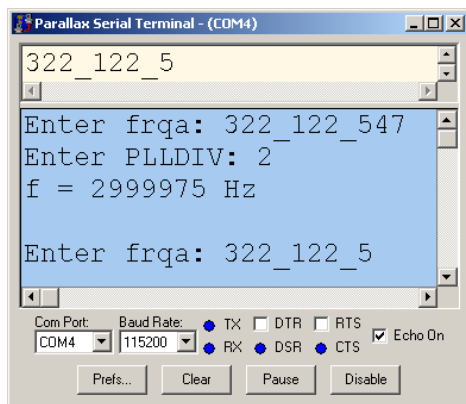 Parallax Serial Terminal - (COM4)
322_122_5
Enter frqa: 322_122_547
Enter PLLDIV: 2
f = 2999975 Hz
Enter frqa: 322_122_5
Com Port: Baud Rate: TX DTR RTS
COM4 115200 RX DSR CTS Echo On
Prefs... Clear Pause Disable